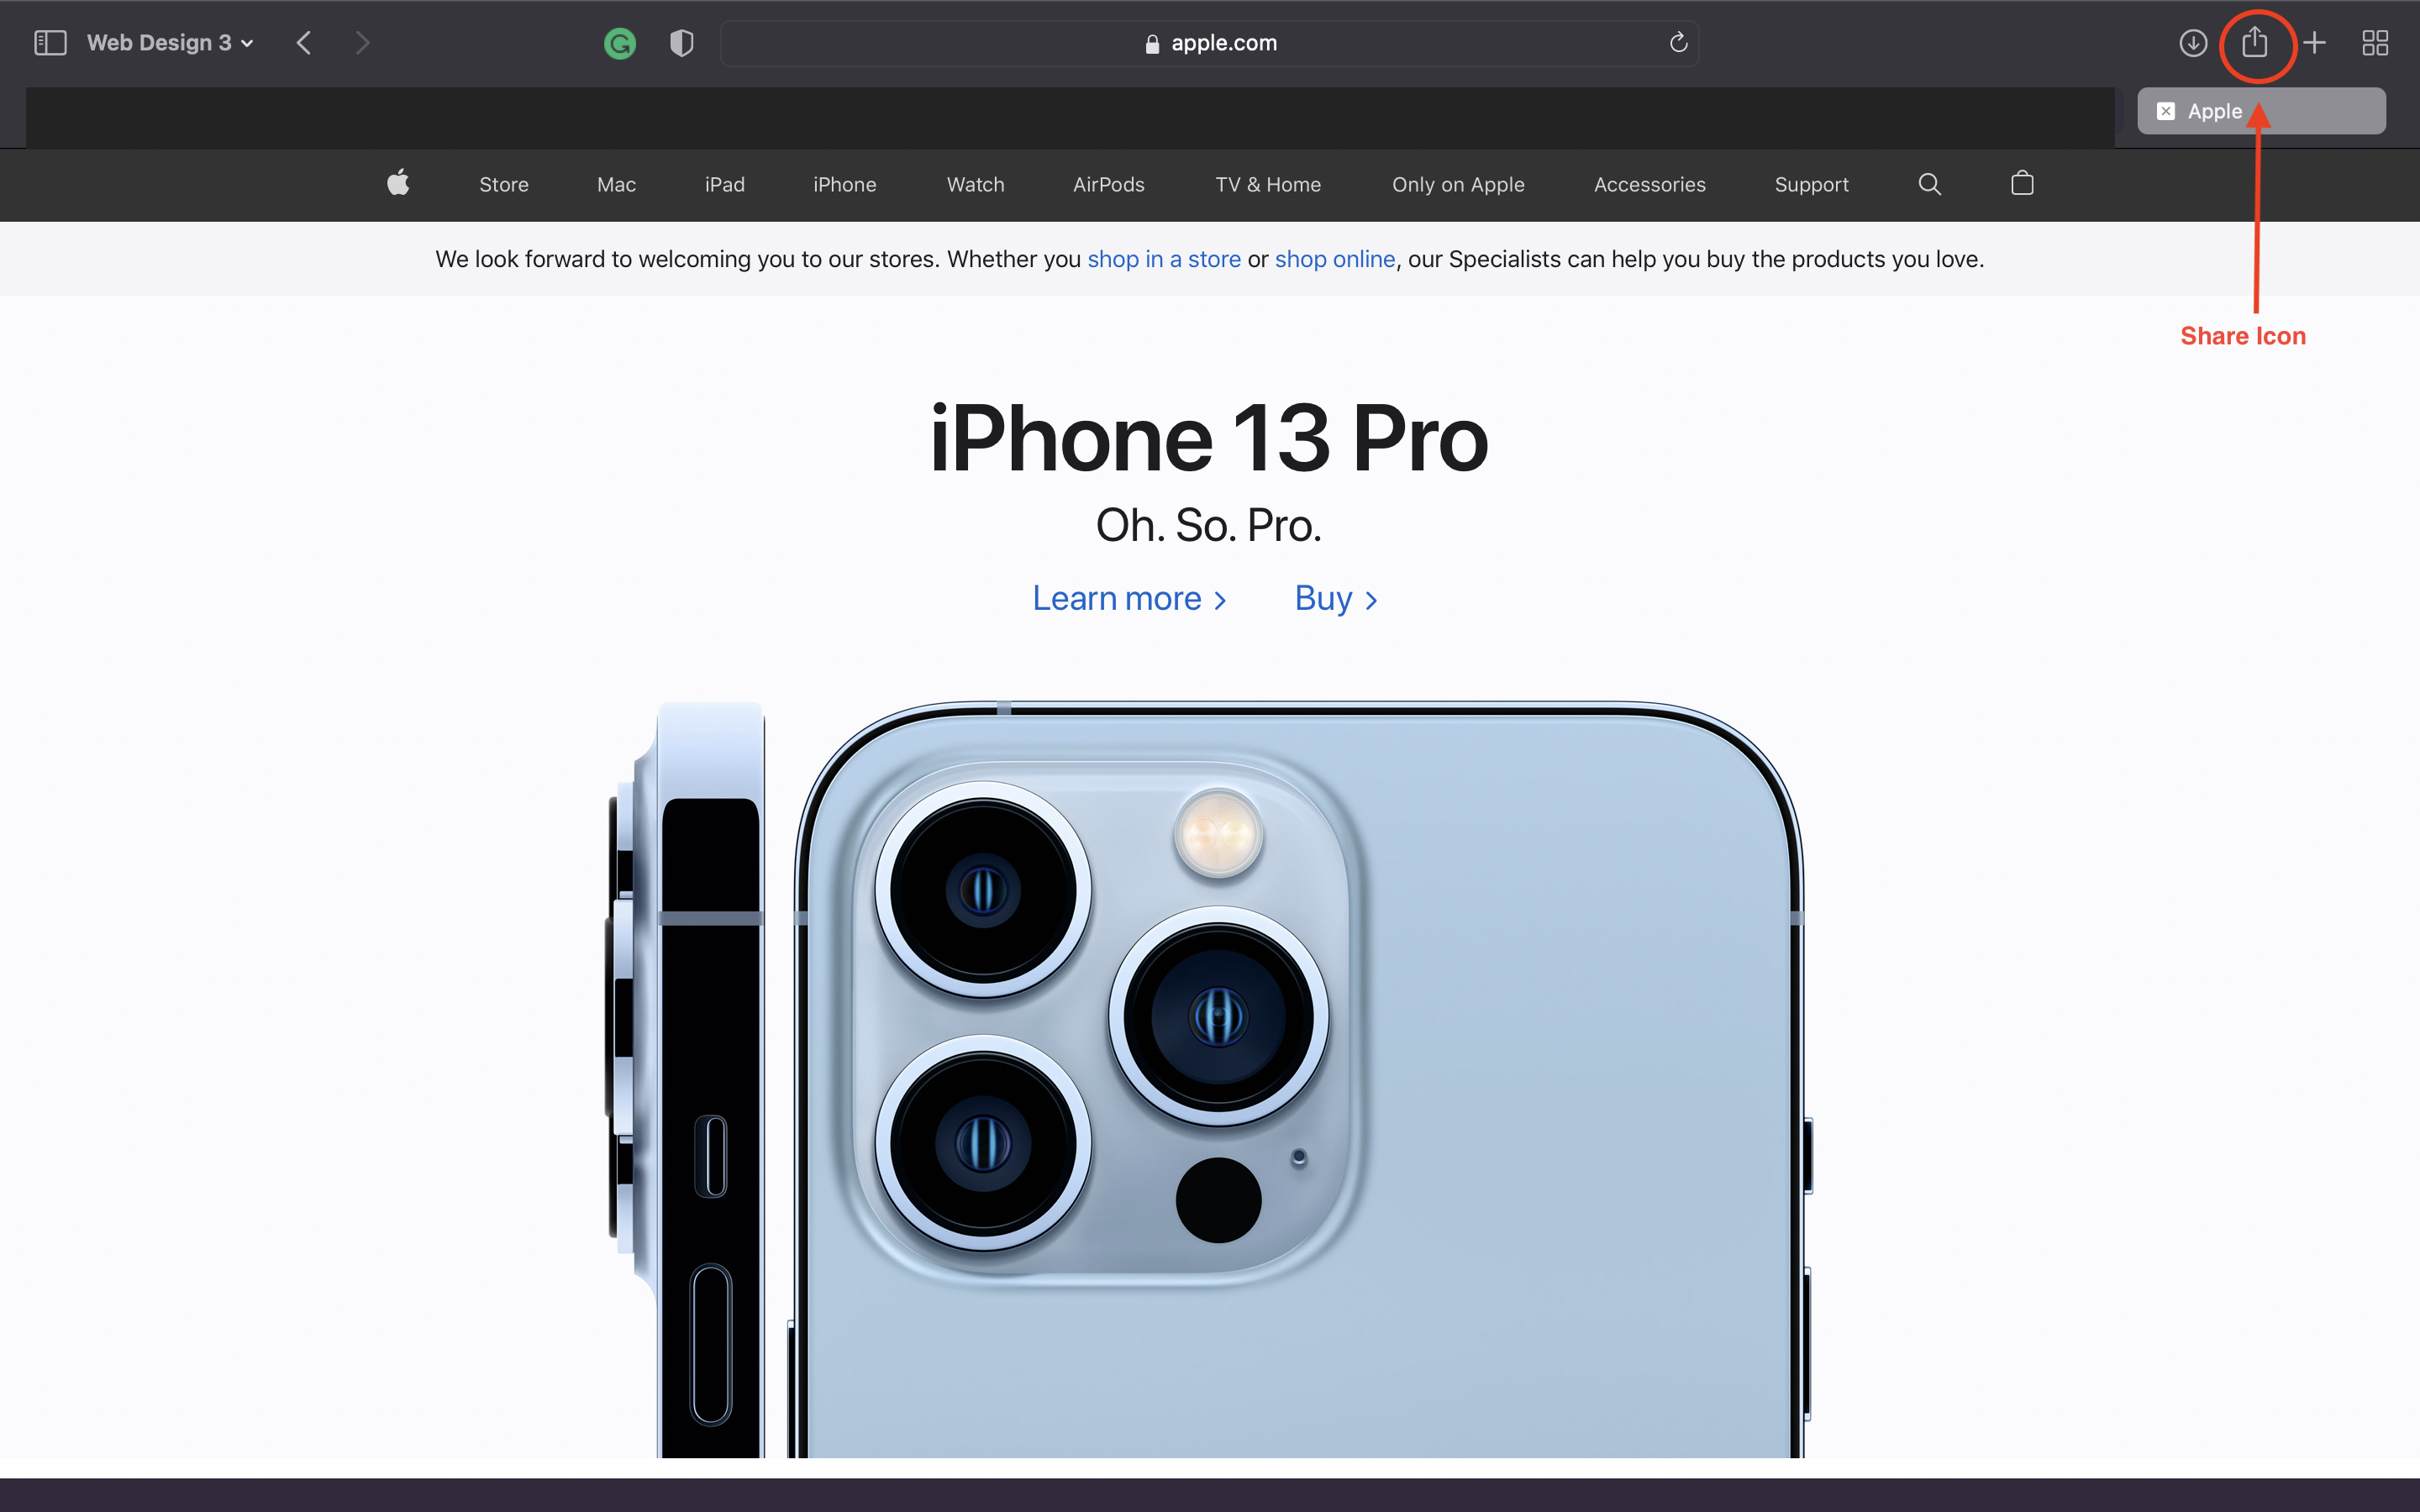 Web Design 3
apple.com
Apple
Store Mac iPad iPhone Watch AirPods TV & Home Only on Apple Accessories Support
We look forward to welcoming you to our stores. Whether you shop in a store or shop online, our Specialists can help you buy the products you love.
Share Icon
iPhone 13 Pro
Oh. So. Pro.
Learn more > Buy >